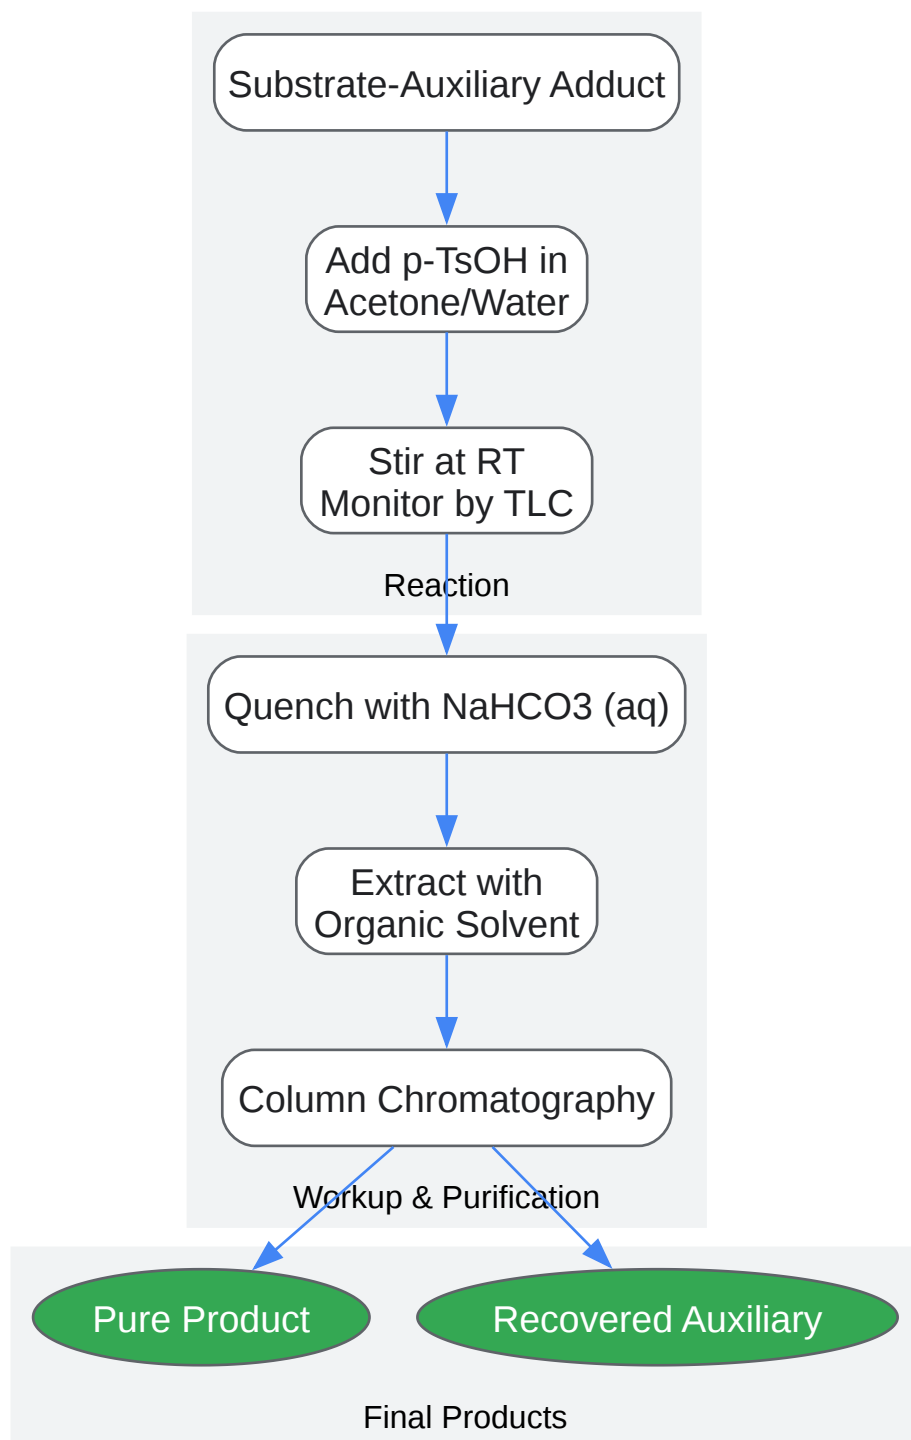 Substrate-Auxiliary Adduct
Add p-TsOH in
Acetone/Water
Stir at RT
Monitor by TLC
Reaction
Quench with NaHCO3 (aq)
Extract with
Organic Solvent
Column Chromatography
Workup & Purification
Pure Product
Recovered Auxiliary
Final Products